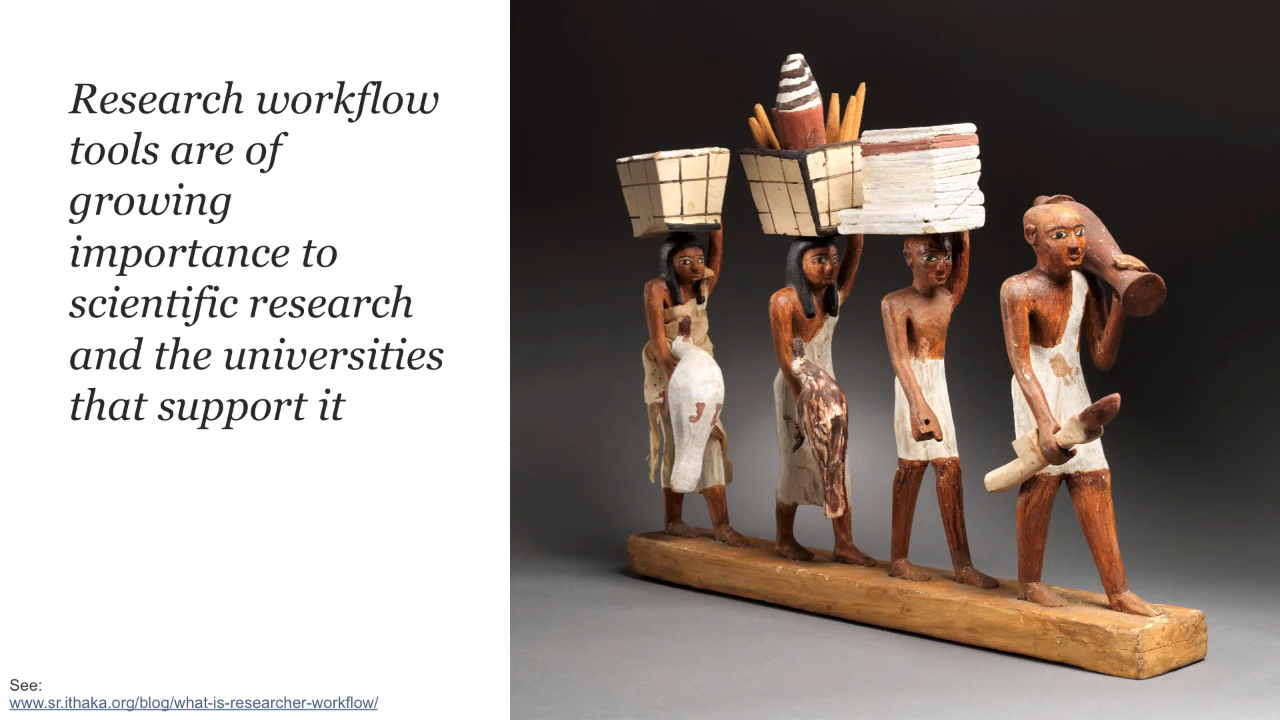 Research workflow
tools are of
growing
importance to
scientific research
and the universities
that support it
See:
www.sr.ithaka.org/blog/what-is-researcher-workflow/